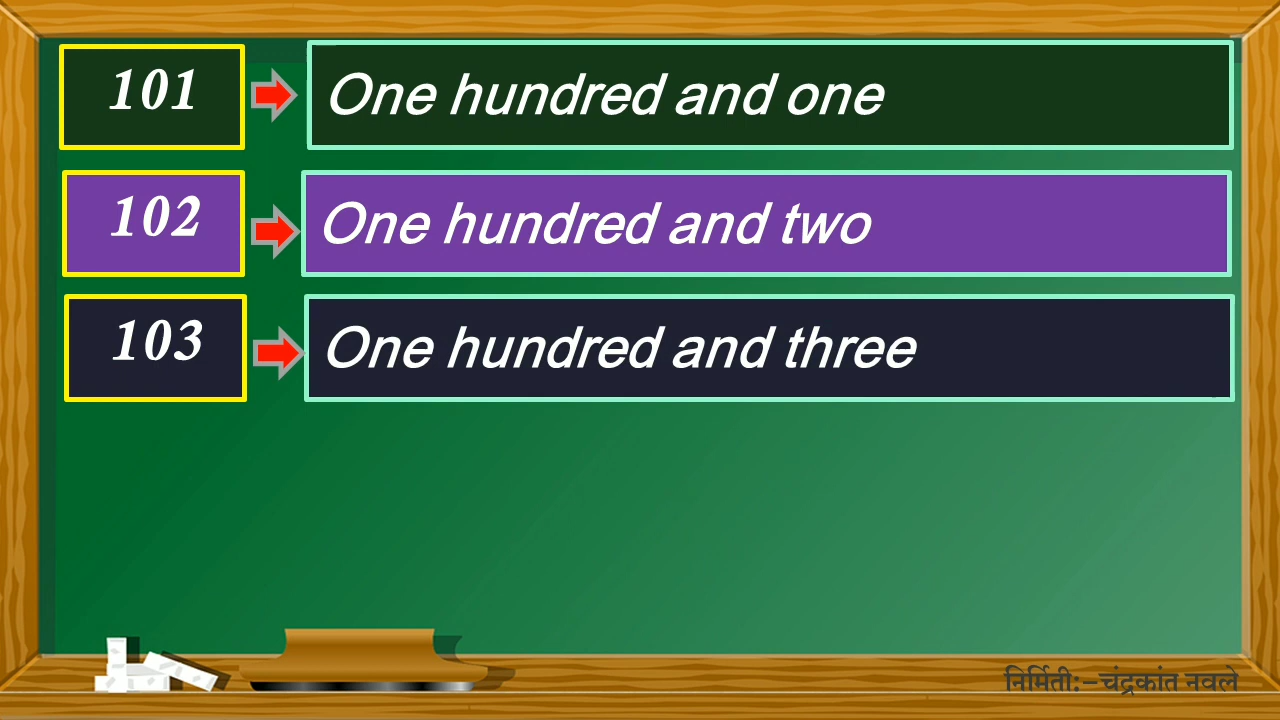 101 One hundred and one
102 One hundred and two
103 One hundred and three
निर्मिती:-चंद्रकांत नवले